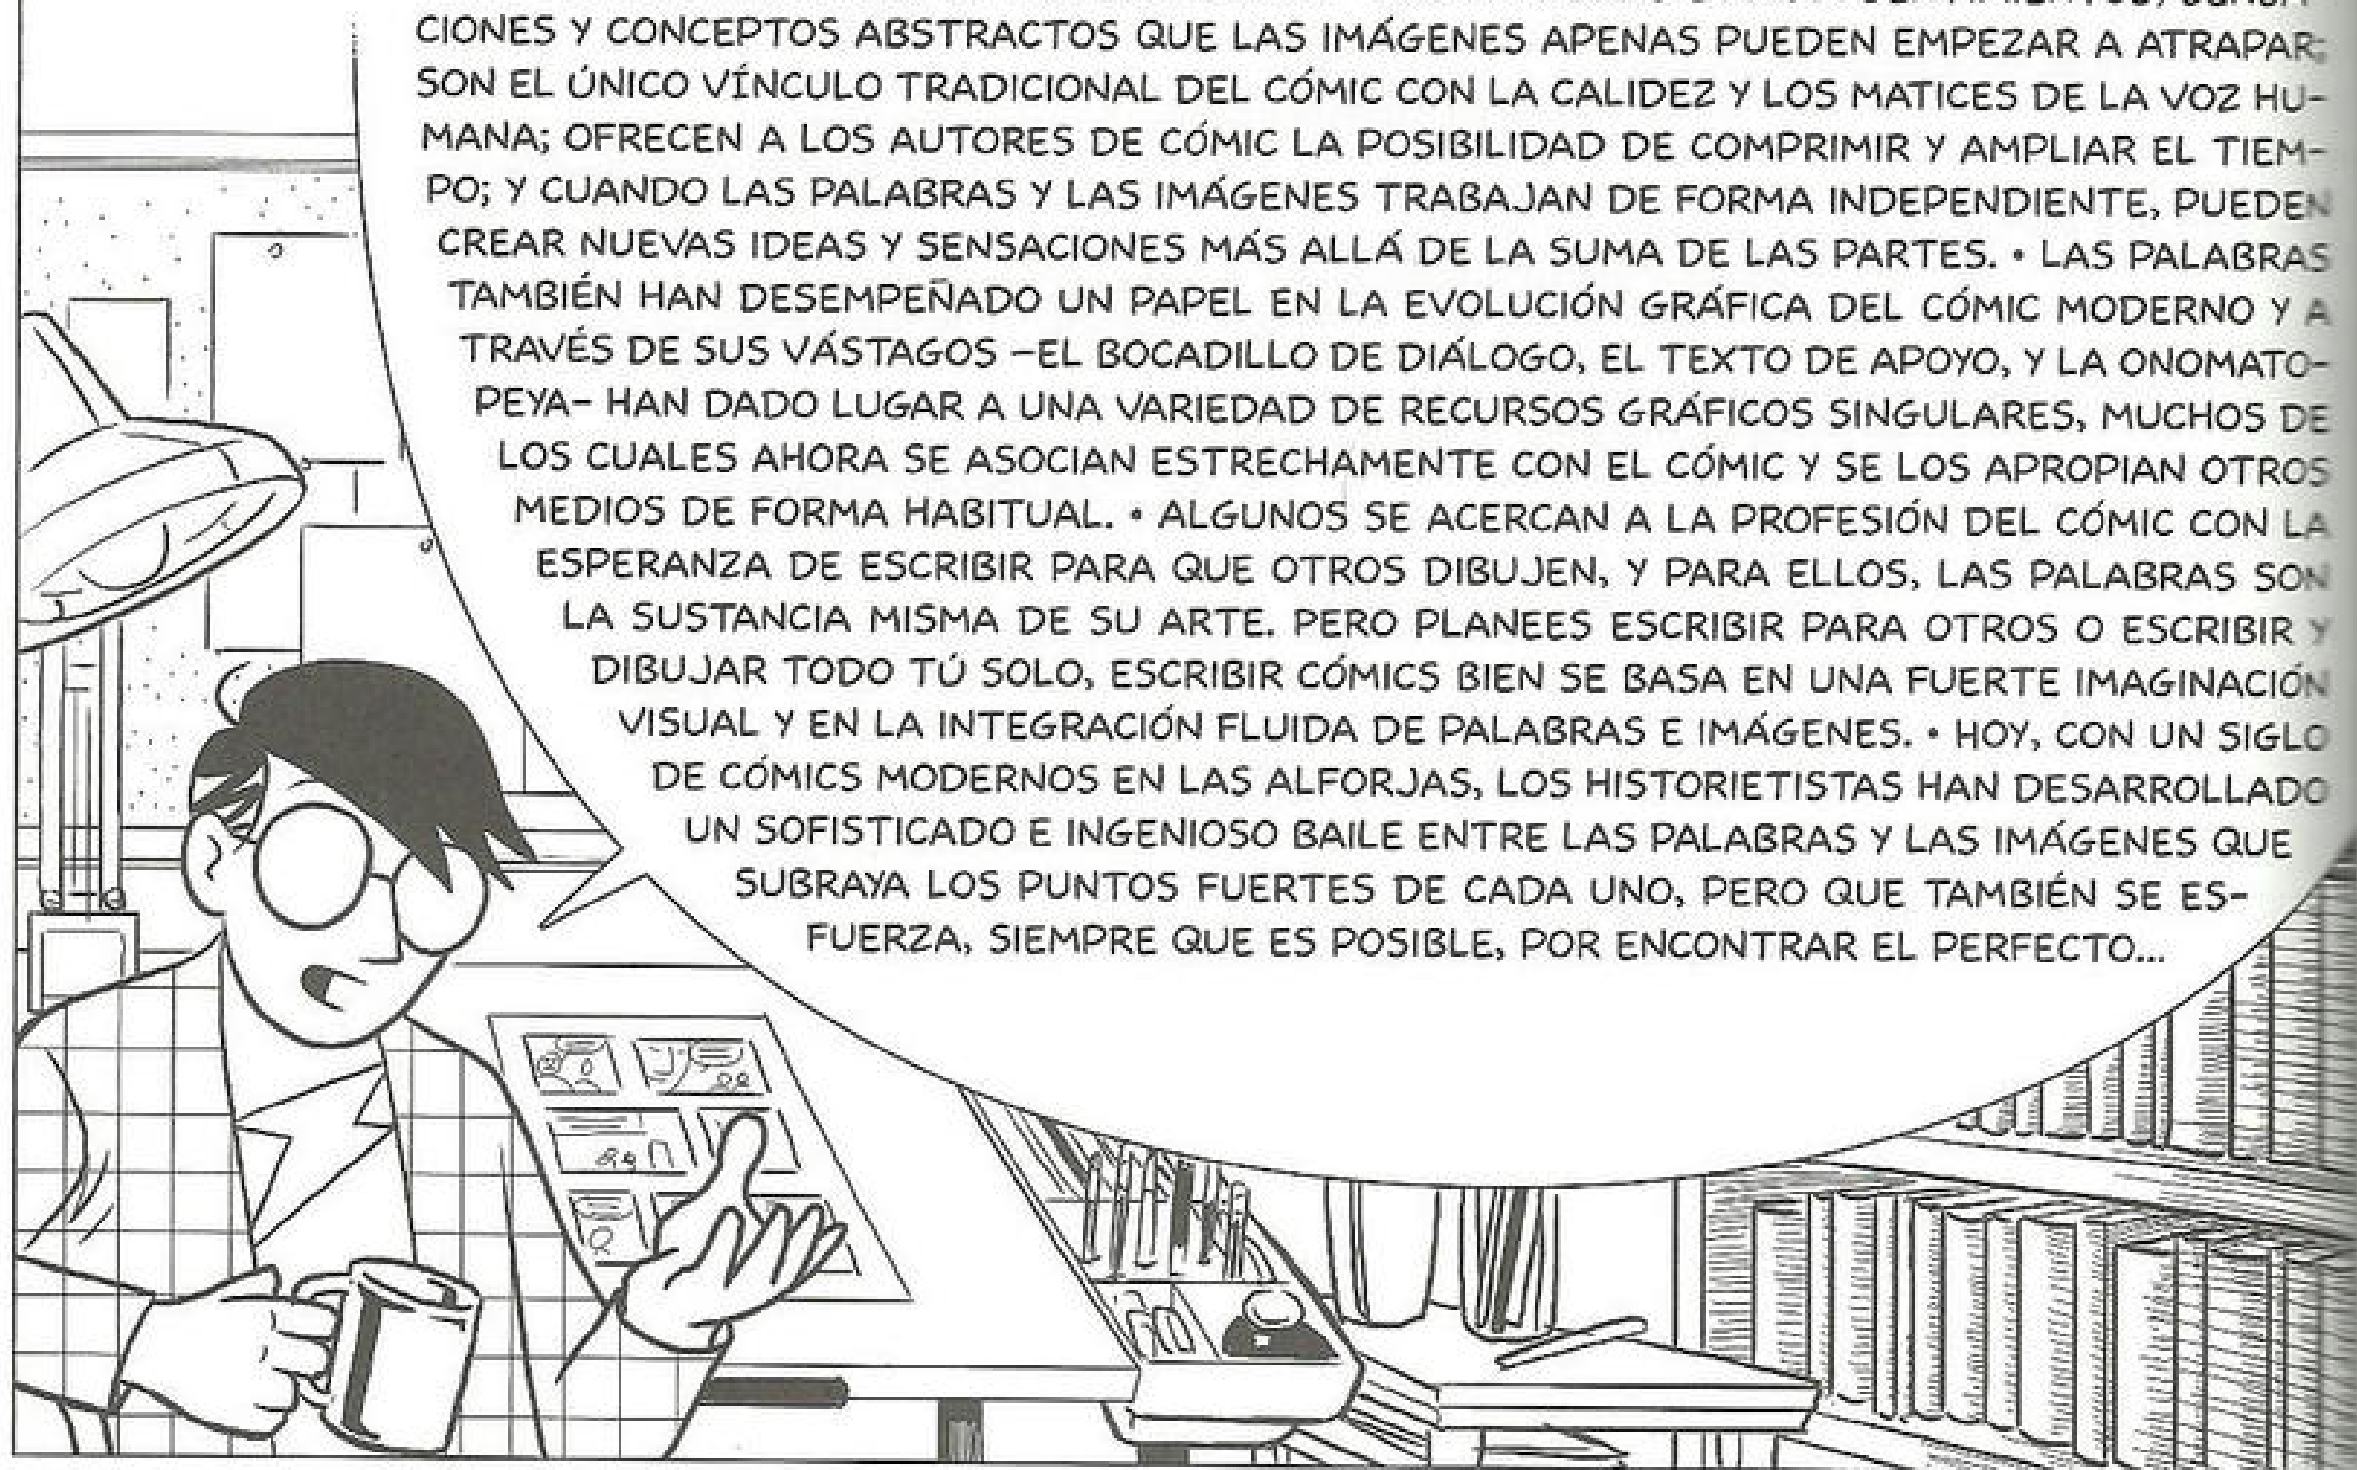 CIONES Y CONCEPTOS ABSTRACTOS QUE LAS IMÁGENES APENAS PUEDEN EMPEZAR A ATRAPAR;
SON EL ÚNICO VÍNCULO TRADICIONAL DEL CÓMIC CON LA CALIDEZ Y LOS MATICES DE LA VOZ HU-
MANA; OFRECEN A LOS AUTORES DE CÓMIC LA POSIBILIDAD DE COMPRIMIR Y AMPLIAR EL TIEM-
PO; Y CUANDO LAS PALABRAS Y LAS IMÁGENES TRABAJAN DE FORMA INDEPENDIENTE, PUEDEN
CREAR NUEVAS IDEAS Y SENSACIONES MÁS ALLÁ DE LA SUMA DE LAS PARTES. • LAS PALABRAS
TAMBIÉN HAN DESEMPEÑADO UN PAPEL EN LA EVOLUCIÓN GRÁFICA DEL CÓMIC MODERNO Y A
TRAVÉS DE SUS VÁSTAGOS –EL BOCADILLO DE DIÁLOGO, EL TEXTO DE APOYO, Y LA ONOMATO-
PEYA– HAN DADO LUGAR A UNA VARIEDAD DE RECURSOS GRÁFICOS SINGULARES, MUCHOS DE
LOS CUALES AHORA SE ASOCIAN ESTRECHAMENTE CON EL CÓMIC Y SE LOS APROPIAN OTROS
MEDIOS DE FORMA HABITUAL. • ALGUNOS SE ACERCAN A LA PROFESIÓN DEL CÓMIC CON LA
ESPERANZA DE ESCRIBIR PARA QUE OTROS DIBUJEN, Y PARA ELLOS, LAS PALABRAS SON
LA SUSTANCIA MISMA DE SU ARTE. PERO PLANEES ESCRIBIR PARA OTROS O ESCRIBIR Y
DIBUJAR TODO TÚ SOLO, ESCRIBIR CÓMICS BIEN SE BASA EN UNA FUERTE IMAGINACIÓN
VISUAL Y EN LA INTEGRACIÓN FLUIDA DE PALABRAS E IMÁGENES. • HOY, CON UN SIGLO
DE CÓMICS MODERNOS EN LAS ALFORJAS, LOS HISTORIETISTAS HAN DESARROLLADO
UN SOFISTICADO E INGENIOSO BAILE ENTRE LAS PALABRAS Y LAS IMÁGENES QUE
SUBRAYA LOS PUNTOS FUERTES DE CADA UNO, PERO QUE TAMBIÉN SE ES-
FUERZA, SIEMPRE QUE ES POSIBLE, POR ENCONTRAR EL PERFECTO...